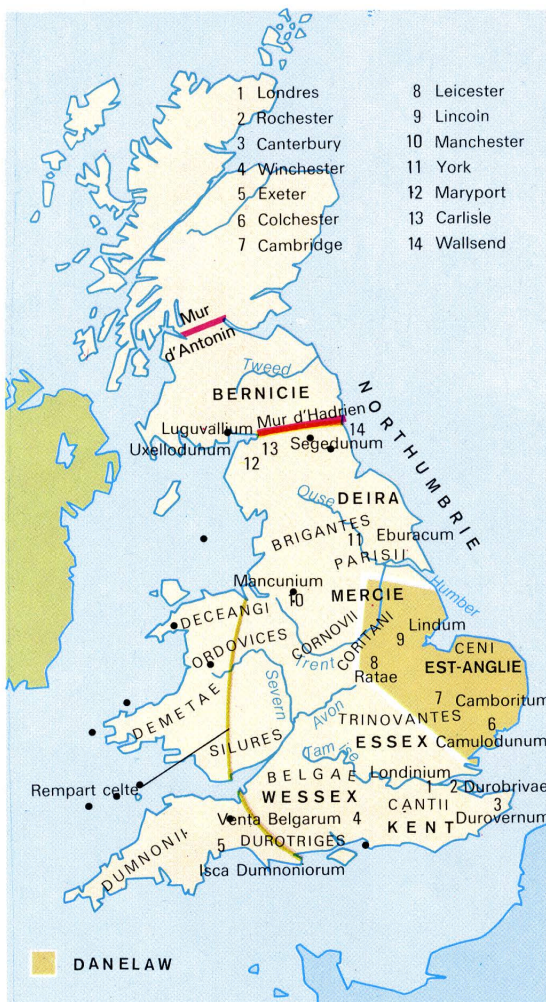 1 Londres
2 Rochester
3 Canterbury
4 Winchester
5 Exeter
6 Colchester
7 Cambridge
8 Leicester
9 Lincoin
10 Manchester
11 York
12 Maryport
13 Carlisle
14 Wallsend
Mur
d'Antonin
Tweed
BERNICIE
NORTHUMBRIE
Luguvallium
Mur d'Hadrien
14
Uxellodunum
13
Segedunum
12
Ouse
DEIRA
BRIGANTES
11
Eburacum
PARISII
Mancunium
10
MERCIE
Humber
DECEANGI
CORNOVII
CORITANI
9
Lindum
ORDOVICES
CENI
EST-ANGLIE
Trent
8
Ratae
Severn
7
Camboritum
DEMETAE
Avon
TRINOVANTES
6
SILURES
Tamise
ESSEX
Camulodunum
BELGAE
Londinium
Rempart celte
WESSEX
1
2
Durobrivae
CANTII
3
Venta Belgarum
4
KENT
Durovernum
DUMNONII
5
DUROTRIGES
Isca Dumnoniorum
DANELAW